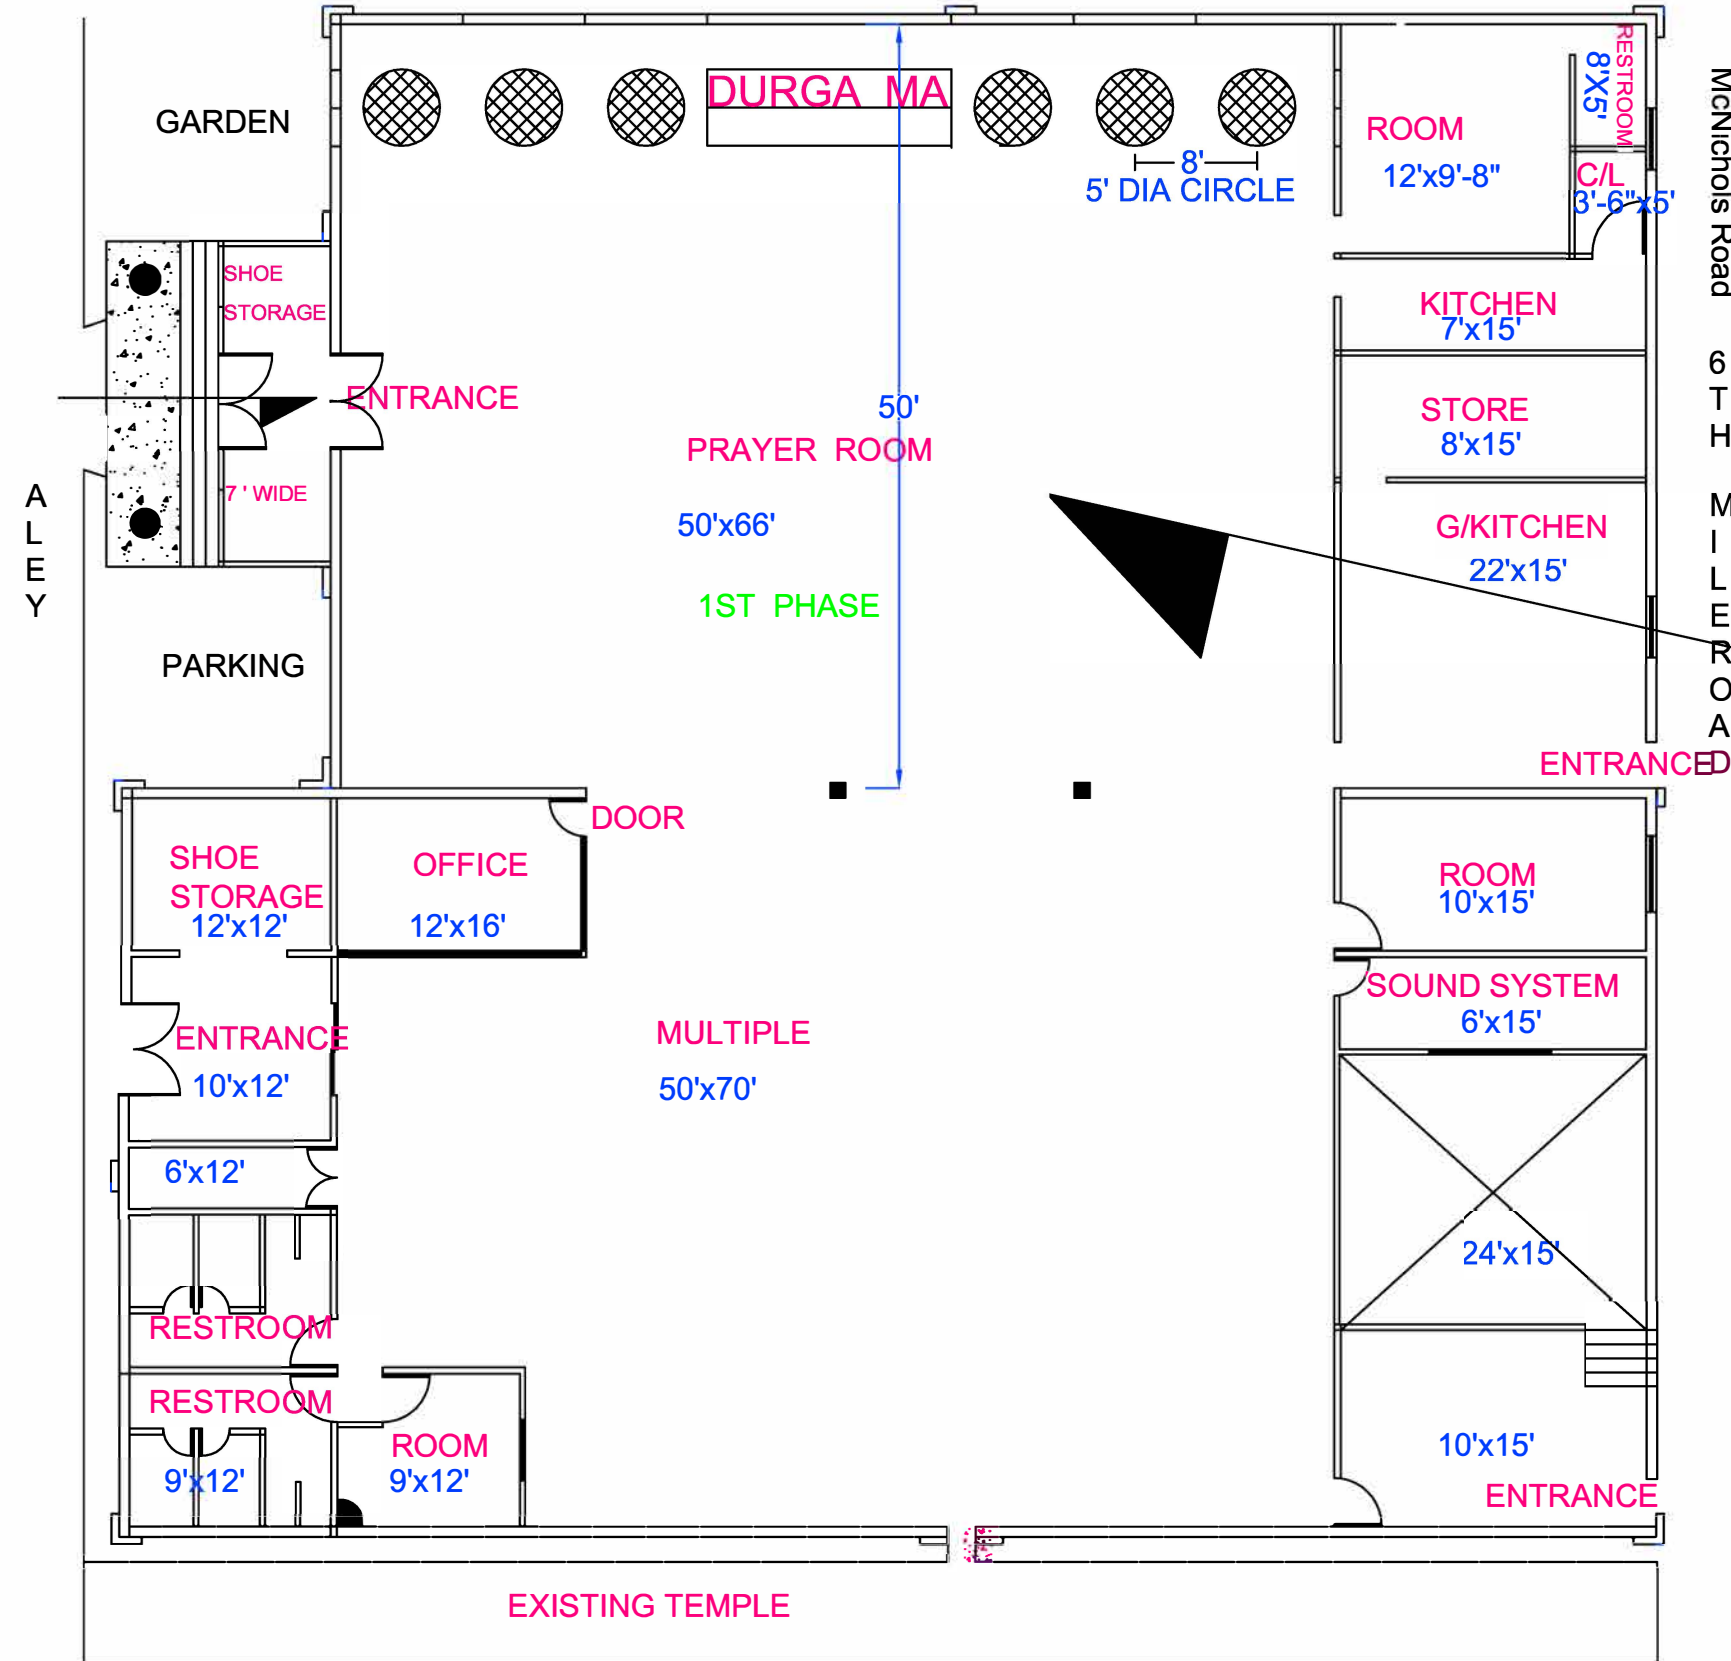 DURGA MA
RESTROOM
8'X5'
GARDEN
ROOM
12'x9'-8"
C/L
3'-6"x5'
8'
5' DIA CIRCLE
McNichols Road
6TH MILE ROAD
SHOE
STORAGE
KITCHEN
7'x15'
ENTRANCE
50'
STORE
8'x15'
PRAYER ROOM
7 ' WIDE
ALEY
50'x66'
G/KITCHEN
22'x15'
1ST PHASE
PARKING
ENTRANCE
DOOR
SHOE
STORAGE
12'x12'
OFFICE
12'x16'
ROOM
10'x15'
SOUND SYSTEM
6'x15'
ENTRANCE
10'x12'
MULTIPLE
50'x70'
6'x12'
24'x15'
RESTROOM
RESTROOM
9'x12'
ROOM
9'x12'
10'x15'
ENTRANCE
EXISTING TEMPLE